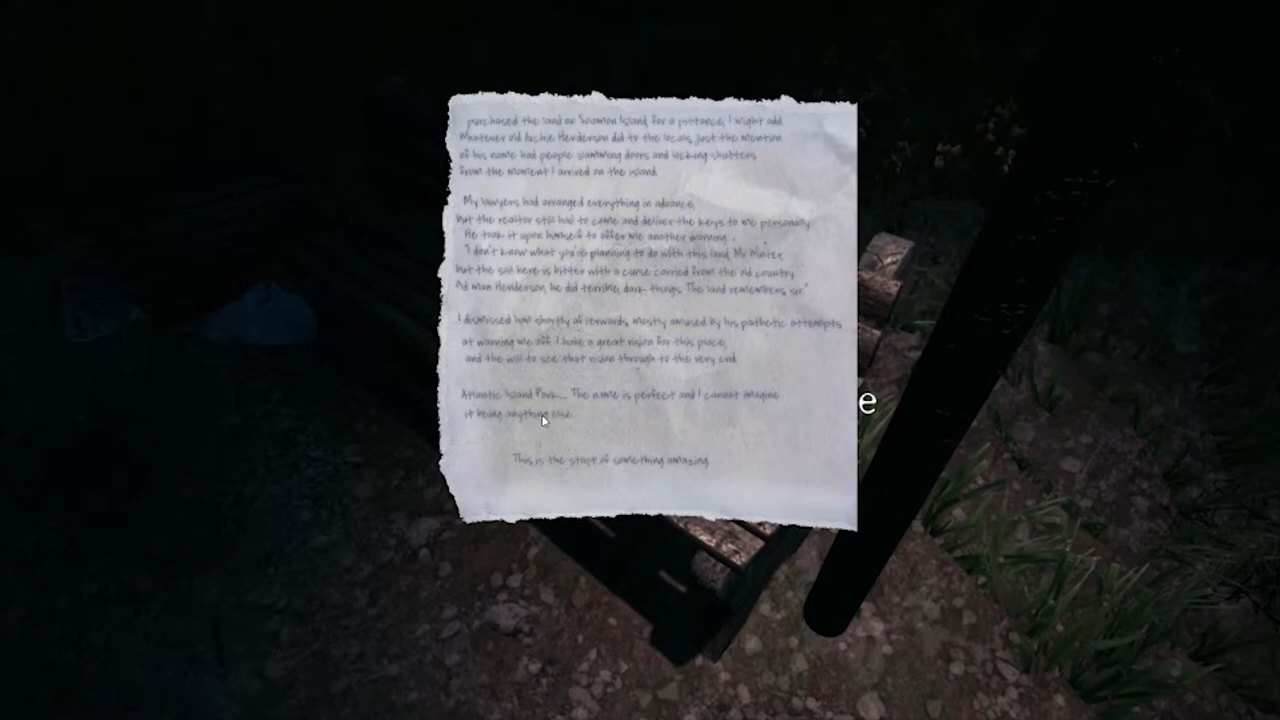 purchased the land on Solomon Island, for a pittance, I might add
Whatever old Archie Henderson did to the locals, just the mention
of his name had people slamming doors and locking shutters
from the moment I arrived on the island.
My lawyers had arranged everything in advance,
but the realtor still had to come and deliver the keys to me personally.
He took it upon himself to offer me another warning.
"I don't know what you're planning to do with this land, Mr Winter,
but the soil here is bitter with a curse carried from the old country.
Old man Henderson, he did terrible, dark things. The land remembers, sir."
I dismissed him shortly afterwards, mostly amused by his pathetic attempts
at warning me off. I have a great vision for this place,
and the will to see that vision through to the very end.
Atlantic Island Park... The name is perfect and I cannot imagine
it being anything else.
e
This is the start of something amazing.